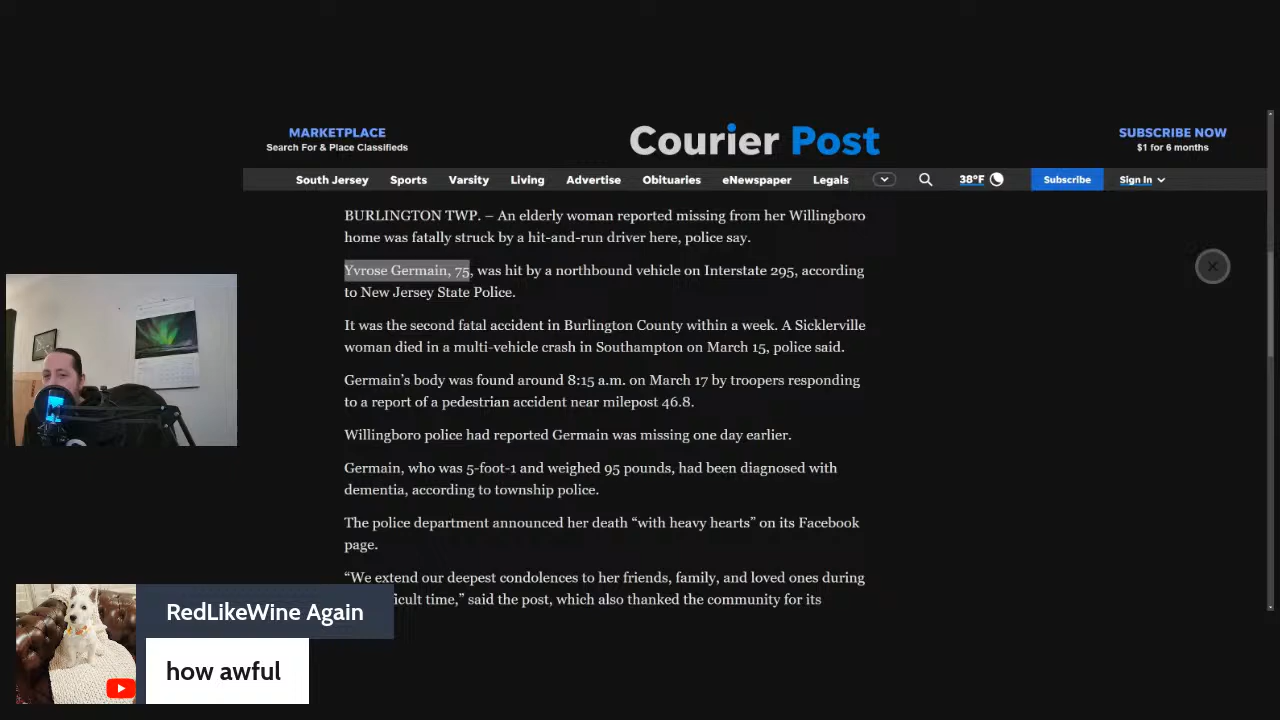 MARKETPLACE
Search For & Place Classifieds
Courier Post
SUBSCRIBE NOW
$1 for 6 months
South Jersey Sports Varsity Living Advertise Obituaries eNewspaper Legals 38°F Subscribe Sign In
BURLINGTON TWP. – An elderly woman reported missing from her Willingboro
home was fatally struck by a hit-and-run driver here, police say.
Yvrose Germain, 75, was hit by a northbound vehicle on Interstate 295, according
to New Jersey State Police.
It was the second fatal accident in Burlington County within a week. A Sicklerville
woman died in a multi-vehicle crash in Southampton on March 15, police said.
Germain’s body was found around 8:15 a.m. on March 17 by troopers responding
to a report of a pedestrian accident near milepost 46.8.
Willingboro police had reported Germain was missing one day earlier.
Germain, who was 5-foot-1 and weighed 95 pounds, had been diagnosed with
dementia, according to township police.
The police department announced her death “with heavy hearts” on its Facebook
page.
“We extend our deepest condolences to her friends, family, and loved ones during
time,” said the post, which also thanked the community for its
RedLikeWine Again
how awful